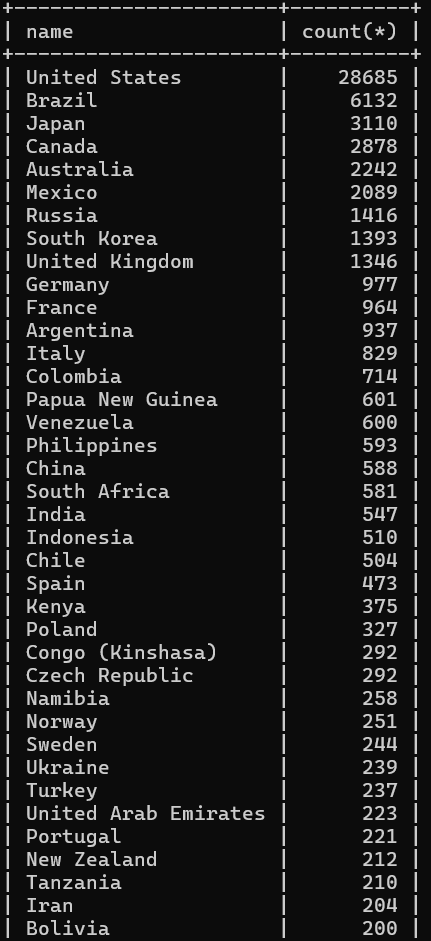 +----------------------+----------+
| name                 | count(*) |
+----------------------+----------+
| United States        |    28685 |
| Brazil               |     6132 |
| Japan                |     3110 |
| Canada               |     2878 |
| Australia            |     2242 |
| Mexico               |     2089 |
| Russia               |     1416 |
| South Korea          |     1393 |
| United Kingdom       |     1346 |
| Germany              |      977 |
| France               |      964 |
| Argentina            |      937 |
| Italy                |      829 |
| Colombia             |      714 |
| Papua New Guinea     |      601 |
| Venezuela            |      600 |
| Philippines          |      593 |
| China                |      588 |
| South Africa         |      581 |
| India                |      547 |
| Indonesia            |      510 |
| Chile                |      504 |
| Spain                |      473 |
| Kenya                |      375 |
| Poland               |      327 |
| Congo (Kinshasa)     |      292 |
| Czech Republic       |      292 |
| Namibia              |      258 |
| Norway               |      251 |
| Sweden               |      244 |
| Ukraine              |      239 |
| Turkey               |      237 |
| United Arab Emirates |      223 |
| Portugal             |      221 |
| New Zealand          |      212 |
| Tanzania             |      210 |
| Iran                 |      204 |
| Bolivia              |      200 |